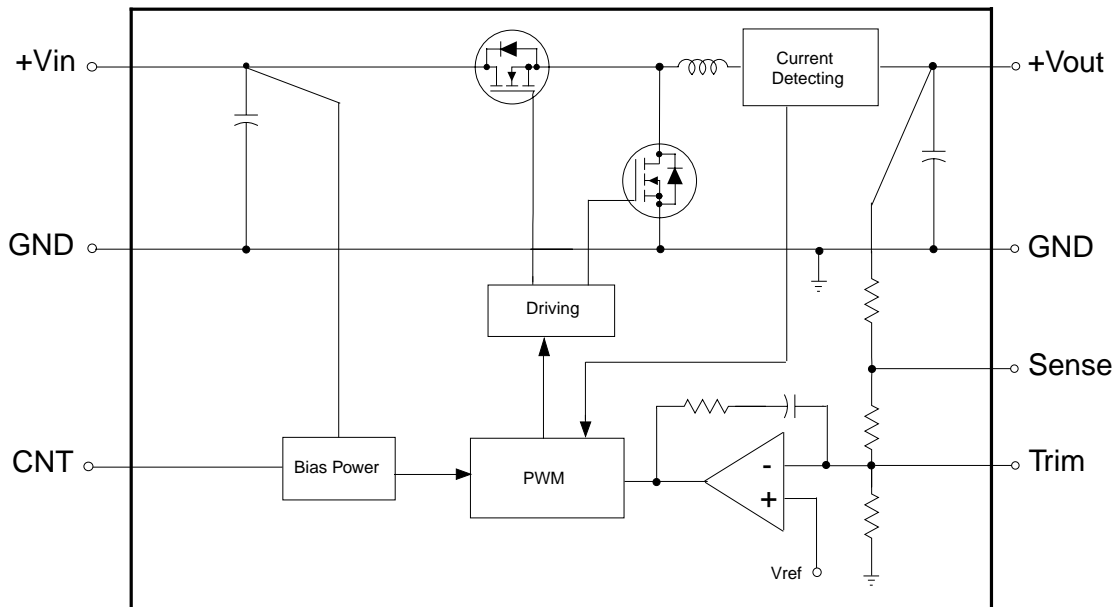 +Vin
Current
Detecting
+Vout
GND
GND
Driving
Sense
CNT
Bias Power
PWM
-
+
Trim
Vref